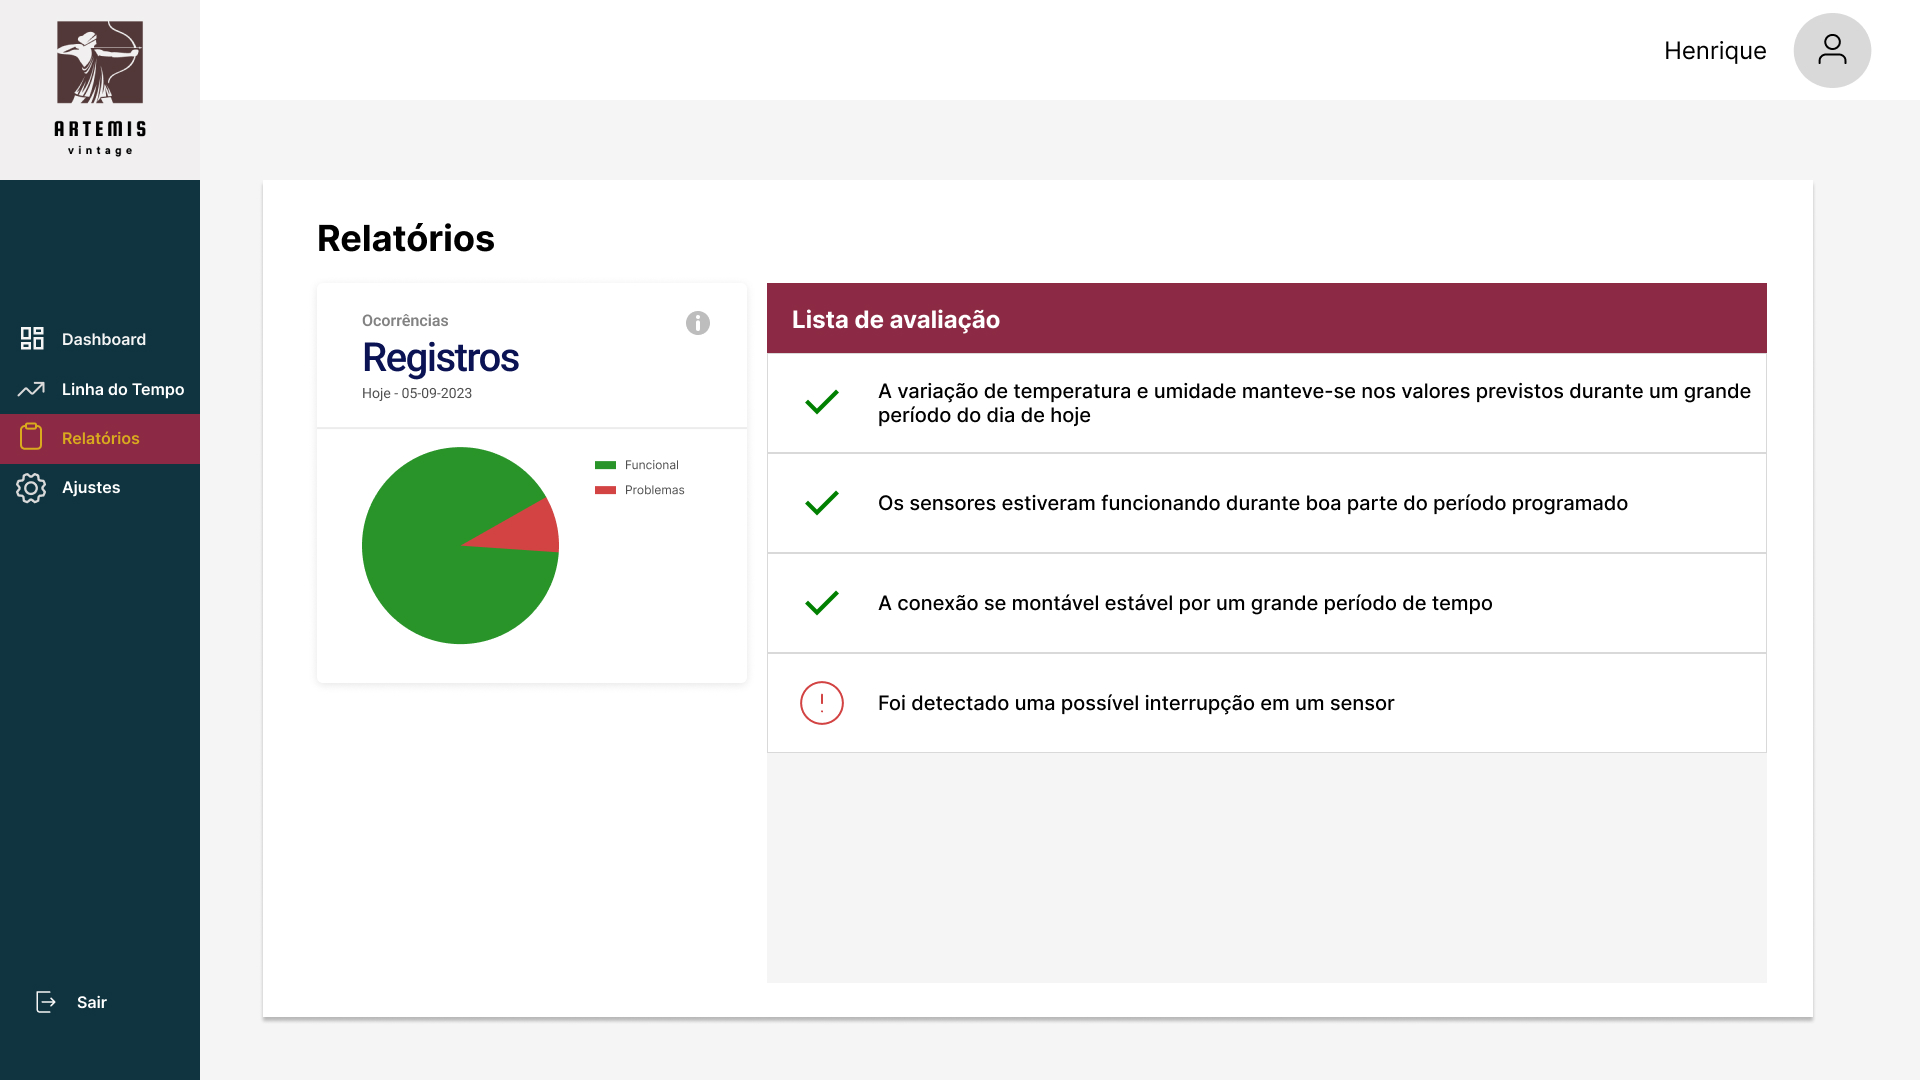 ARTEMIS
vintage
Henrique
Dashboard
Linha do Tempo
Relatórios
Ajustes
Sair
Relatórios
Ocorrências
Registros
Hoje - 05-09-2023
Funcional
Problemas
Lista de avaliação
A variação de temperatura e umidade manteve-se nos valores previstos durante um grande
período do dia de hoje
Os sensores estiveram funcionando durante boa parte do período programado
A conexão se montável estável por um grande período de tempo
Foi detectado uma possível interrupção em um sensor